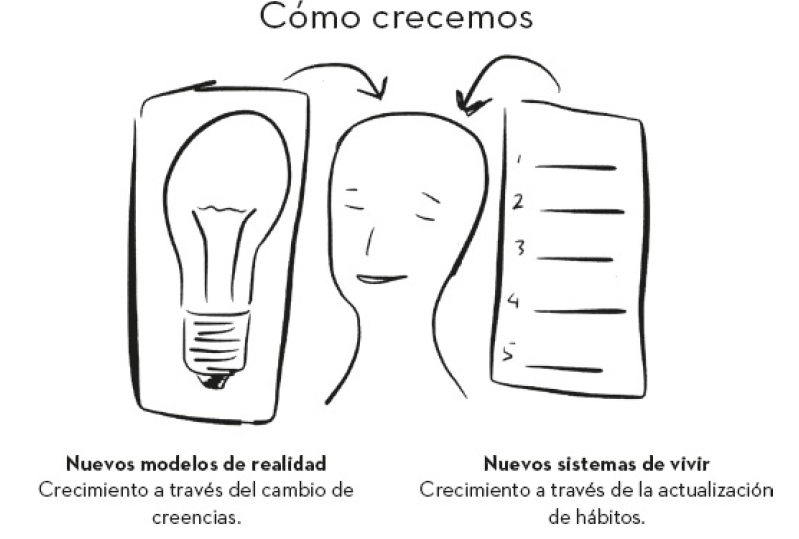 Cómo crecemos
1
2
3
4
5
Nuevos modelos de realidad
Crecimiento a través del cambio de
creencias.
Nuevos sistemas de vivir
Crecimiento a través de la actualización
de hábitos.